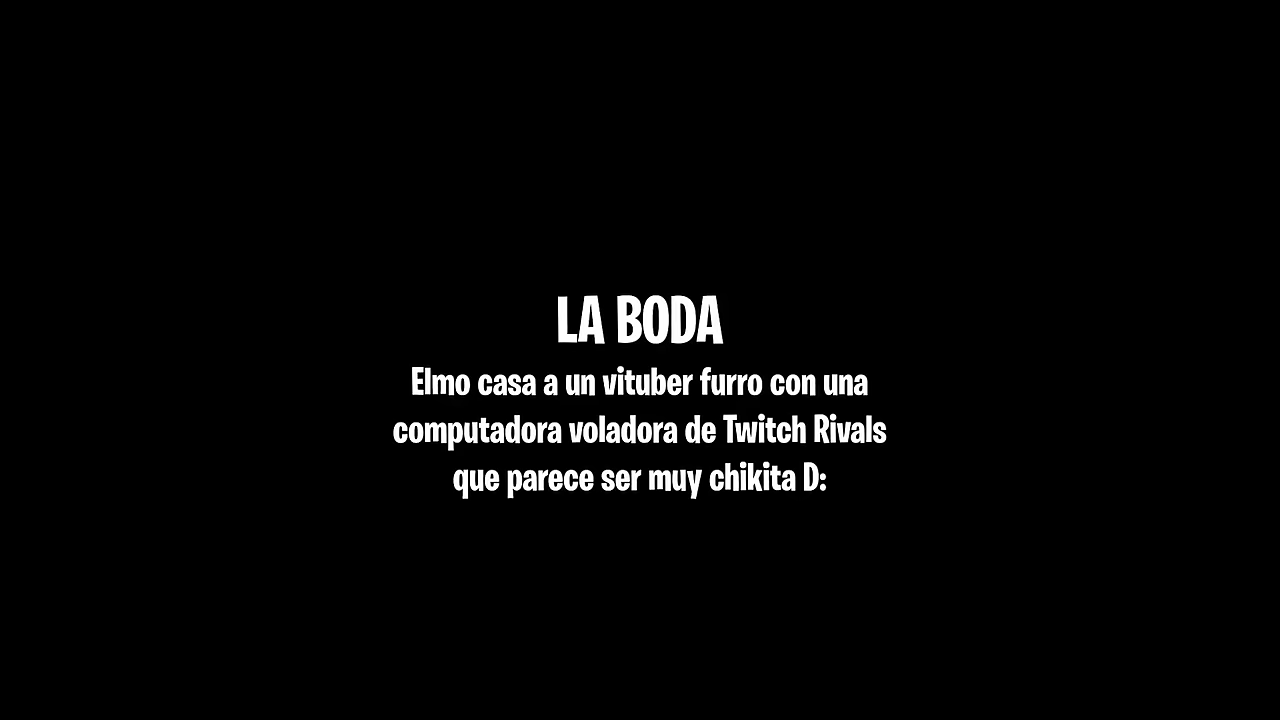 LA BODA
Elmo casa a un vituber furro con una
computadora voladora de Twitch Rivals
que parece ser muy chikita D: